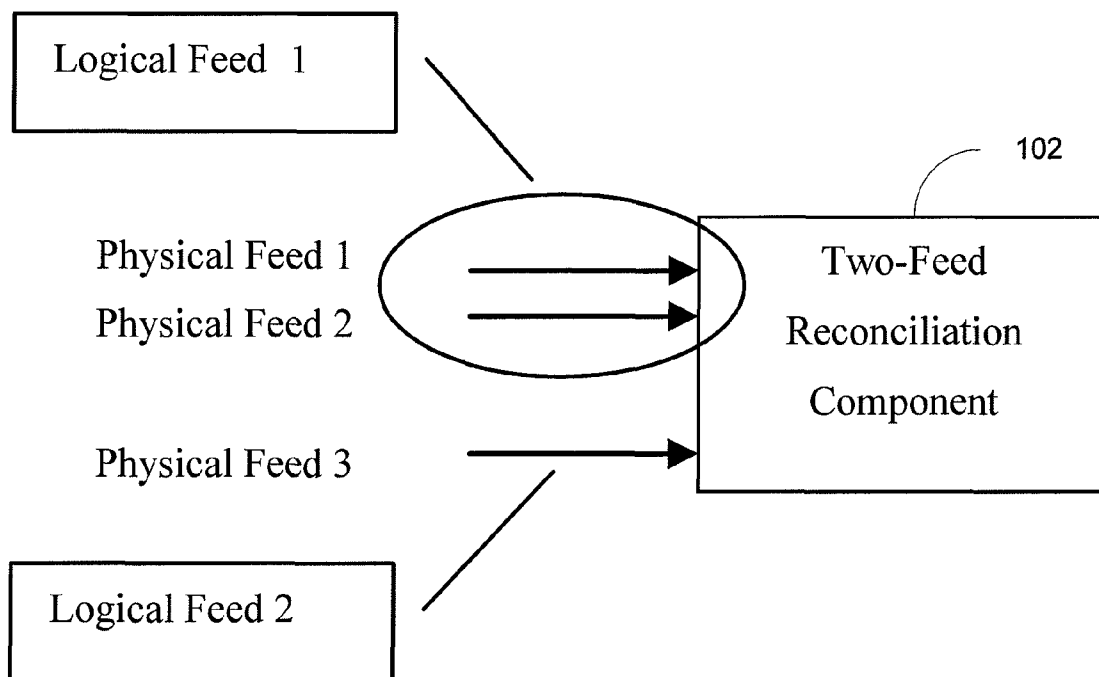 Logical Feed 1
102
Physical Feed 1
Physical Feed 2
Physical Feed 3
Two-Feed
Reconciliation
Component
Logical Feed 2